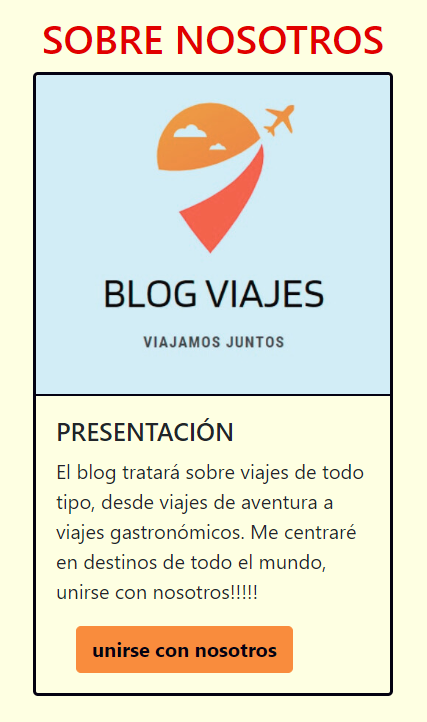 SOBRE NOSOTROS
BLOG VIAJES
VIAJAMOS JUNTOS
PRESENTACIÓN
El blog tratará sobre viajes de todo
tipo, desde viajes de aventura a
viajes gastronómicos. Me centraré
en destinos de todo el mundo,
unirse con nosotros!!!!!
unirse con nosotros